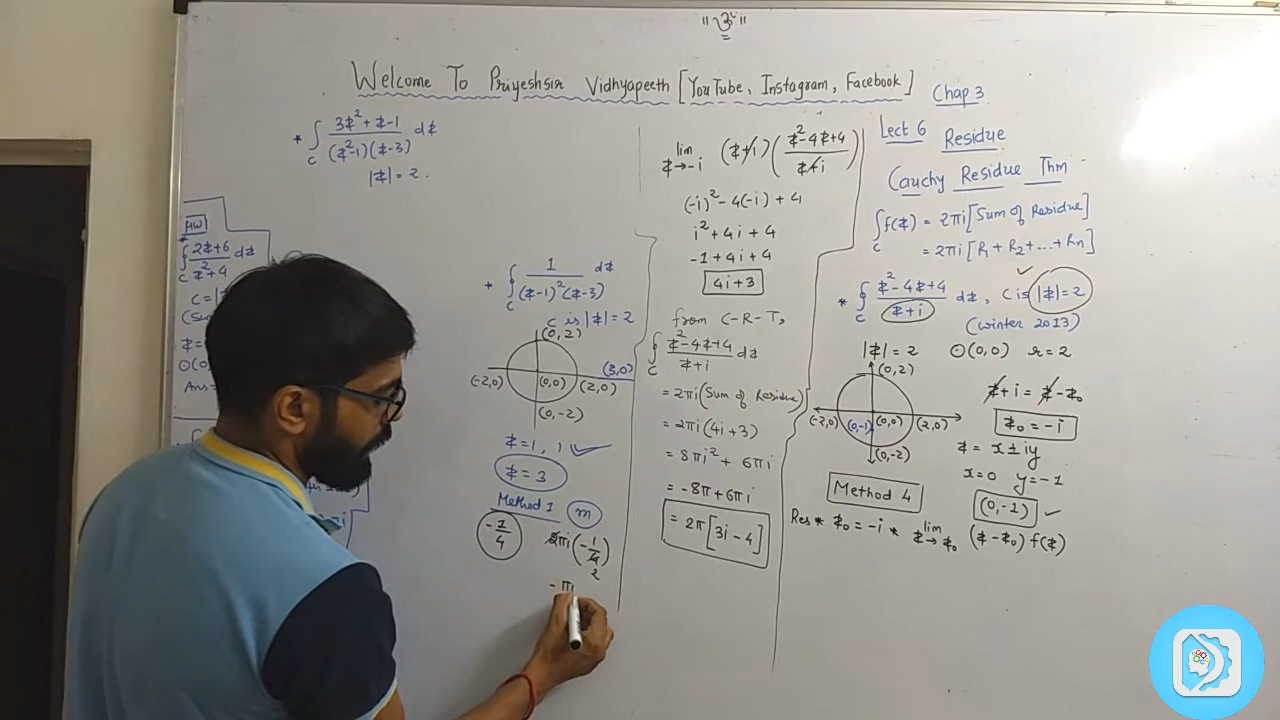 "ॐ"
Welcome To Priyeshsir Vidhyapeeth [YouTube, Instagram, Facebook]
Chap 3
* ∫c (3z²+z-1)/((z²-1)(z-3)) dz
|z|=2.
HW
* ∮c (2z+6)/(z²+4) dz
Ans=
+ ∮c 1/((z-1)²(z-3)) dz
c is |z|=2
(0,2)
(3,0)
(-2,0) (0,0) (2,0)
(0,-2)
z=1, 1 ✓
z=3
Method 1 m
-1/4 2πi(-1/4)
2
-πi
lim z→-i (z+i)((z²-4z+4)/(z+i))
(-i)²-4(-i)+4
i²+4i+4
-1+4i+4
4i+3
from C-R-T,
∮c (z²-4z+4)/(z+i) dz
=2πi(Sum of Residue)
=2πi(4i+3)
=8πi²+6πi
=-8π+6πi
=2π[3i-4]
Lect 6 Residue
Cauchy Residue Thm
∫c f(z)=2πi[Sum of Residue]
=2πi[R1+R2+...+Rn]
* ∮c (z²-4z+4)/(z+i) dz, C is |z|=2
(winter 2013)
|z|=2 ⊙(0,0) r=2
(0,2)
(-2,0) (0,-1) (0,0) (2,0)
(0,-2)
z+i=z-z0
z0=-i
z=x±iy
x=0 y=-1
(0,-1) ✓
Method 4
Res * z0=-i * lim z→z0 (z-z0)f(z)